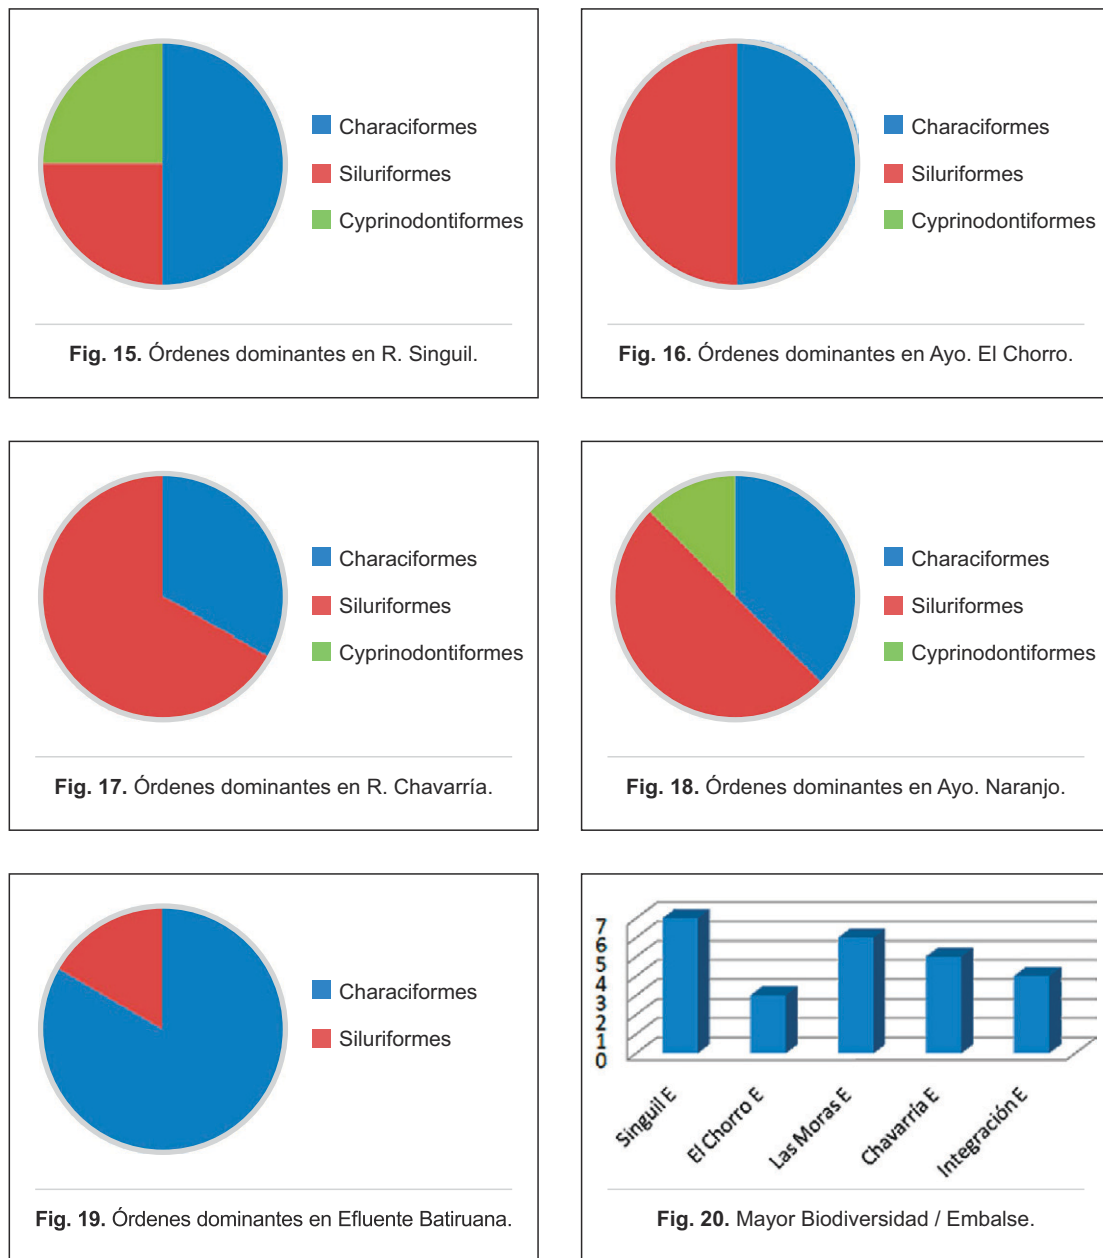 Characiformes
Siluriformes
Cyprinodontiformes
Fig. 15. Órdenes dominantes en R. Singuil.
Characiformes
Siluriformes
Cyprinodontiformes
Fig. 16. Órdenes dominantes en Ayo. El Chorro.
Characiformes
Siluriformes
Cyprinodontiformes
Fig. 17. Órdenes dominantes en R. Chavarría.
Characiformes
Siluriformes
Cyprinodontiformes
Fig. 18. Órdenes dominantes en Ayo. Naranjo.
Characiformes
Siluriformes
Fig. 19. Órdenes dominantes en Efluente Batiruana.
7
6
5
4
3
2
1
0
Singuil E
El Chorro E
Las Moras E
Chavarría E
Integración E
Fig. 20. Mayor Biodiversidad / Embalse.